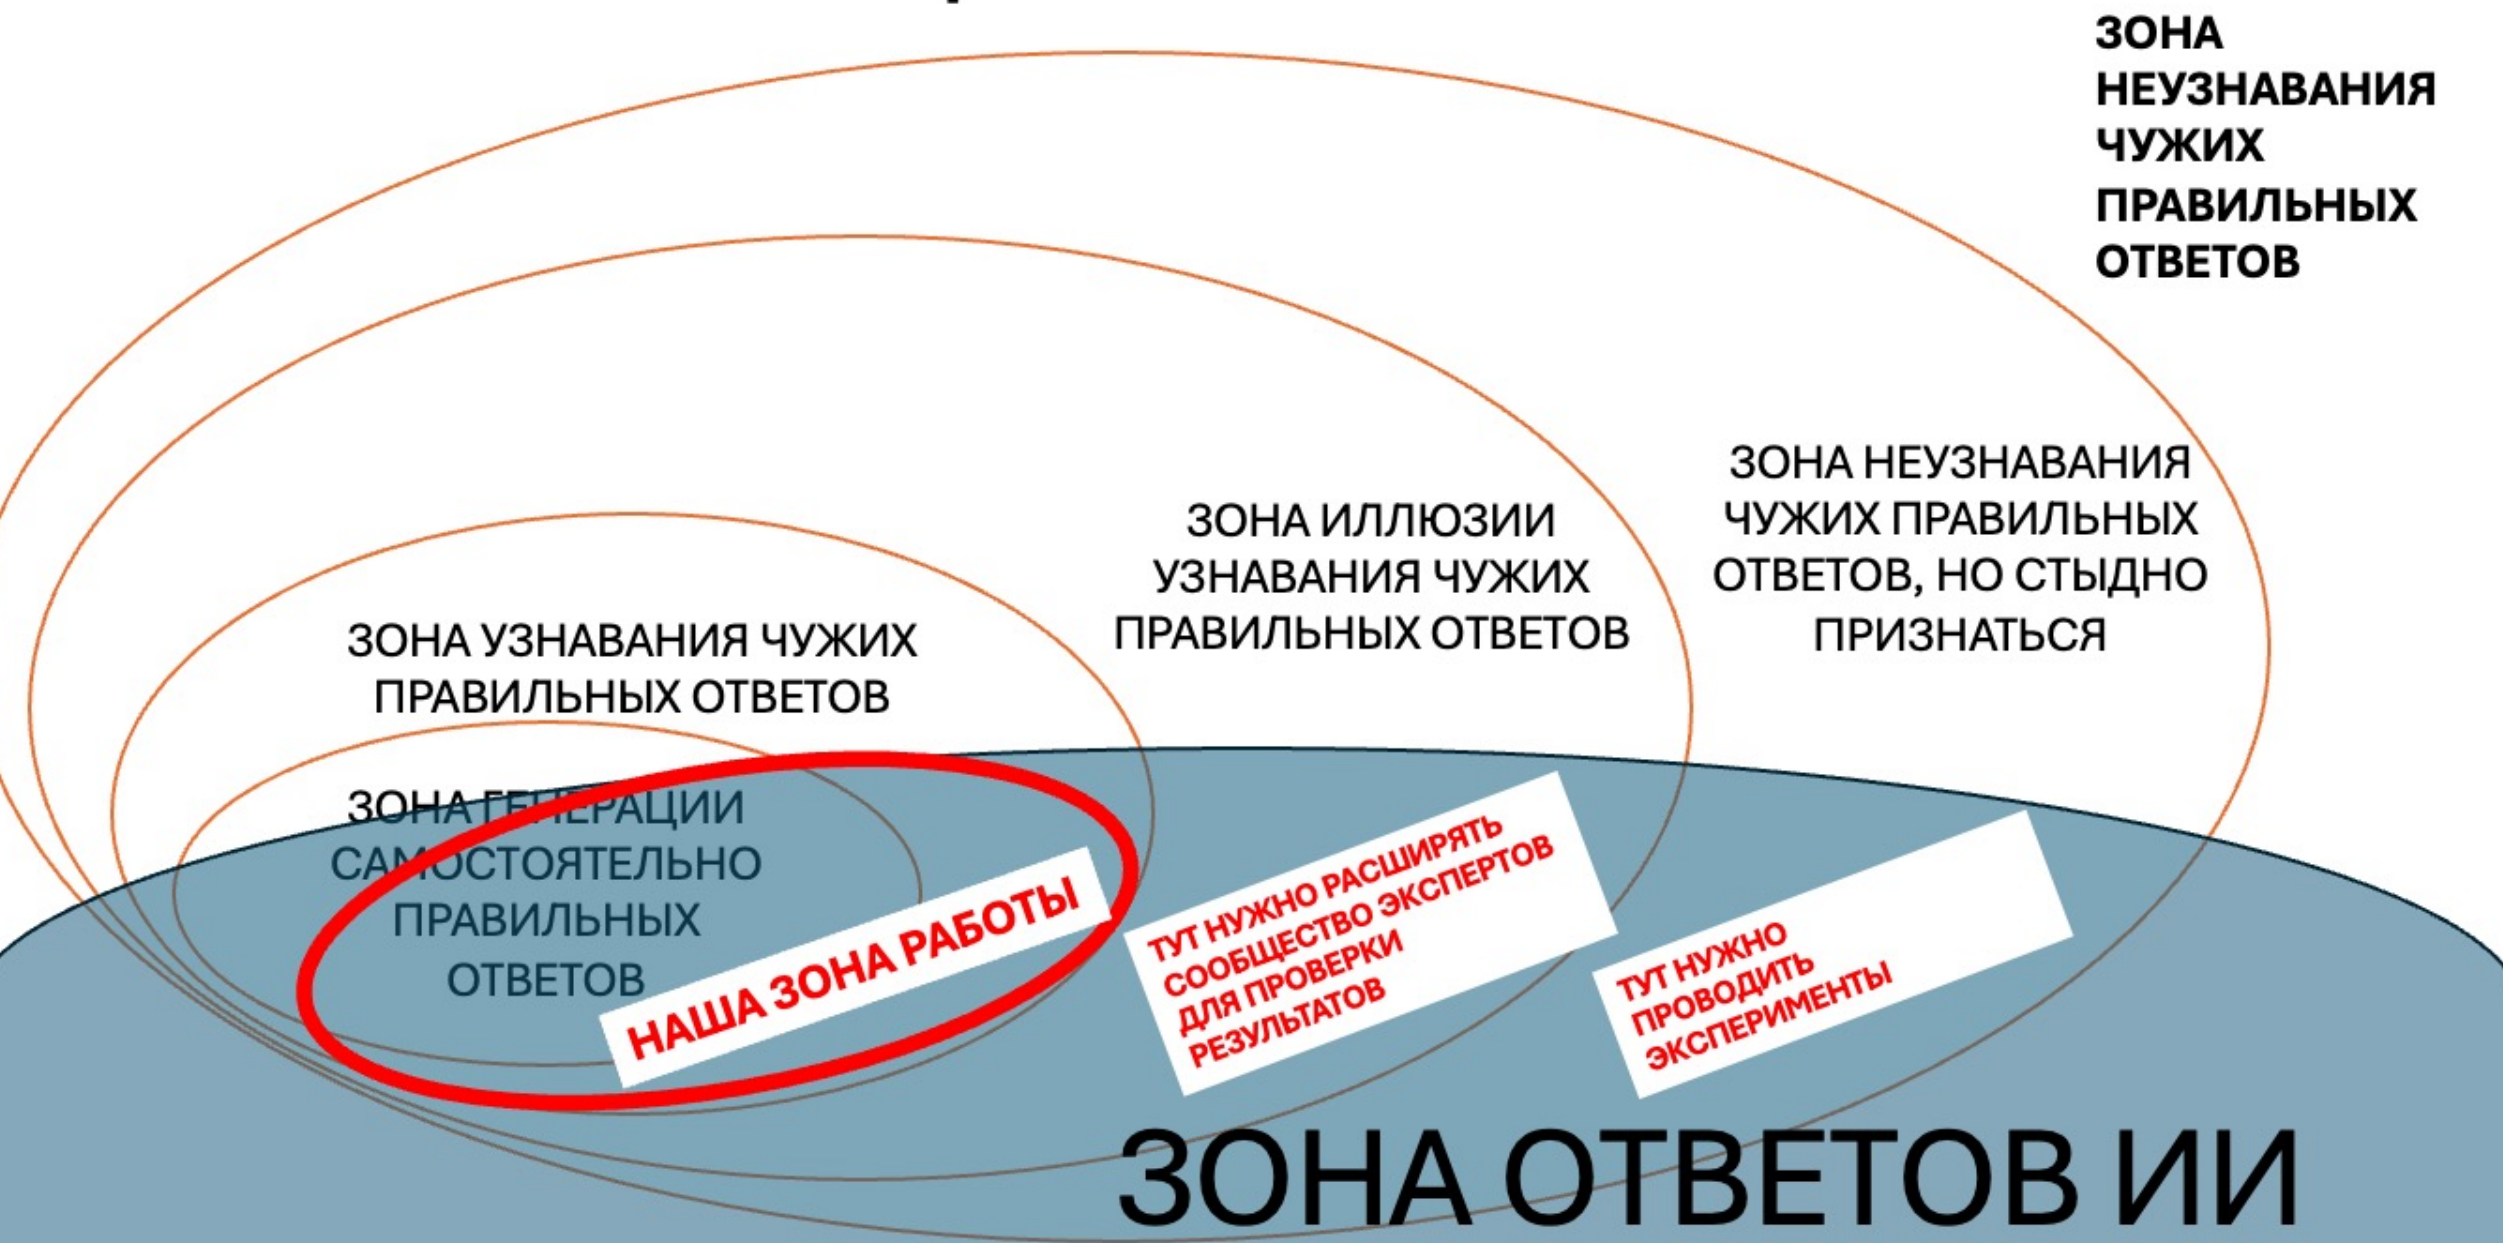 ЗОНА
НЕУЗНАВАНИЯ
ЧУЖИХ
ПРАВИЛЬНЫХ
ОТВЕТОВ
ЗОНА НЕУЗНАВАНИЯ
ЧУЖИХ ПРАВИЛЬНЫХ
ОТВЕТОВ, НО СТЫДНО
ПРИЗНАТЬСЯ
ЗОНА ИЛЛЮЗИИ
УЗНАВАНИЯ ЧУЖИХ
ПРАВИЛЬНЫХ ОТВЕТОВ
ЗОНА УЗНАВАНИЯ ЧУЖИХ
ПРАВИЛЬНЫХ ОТВЕТОВ
ЗОНА ГЕНЕРАЦИИ
САМОСТОЯТЕЛЬНО
ПРАВИЛЬНЫХ
ОТВЕТОВ
НАША ЗОНА РАБОТЫ
ТУТ НУЖНО РАСШИРЯТЬ
СООБЩЕСТВО ЭКСПЕРТОВ
ДЛЯ ПРОВЕРКИ
РЕЗУЛЬТАТОВ
ТУТ НУЖНО
ПРОВОДИТЬ
ЭКСПЕРИМЕНТЫ
ЗОНА ОТВЕТОВ ИИ